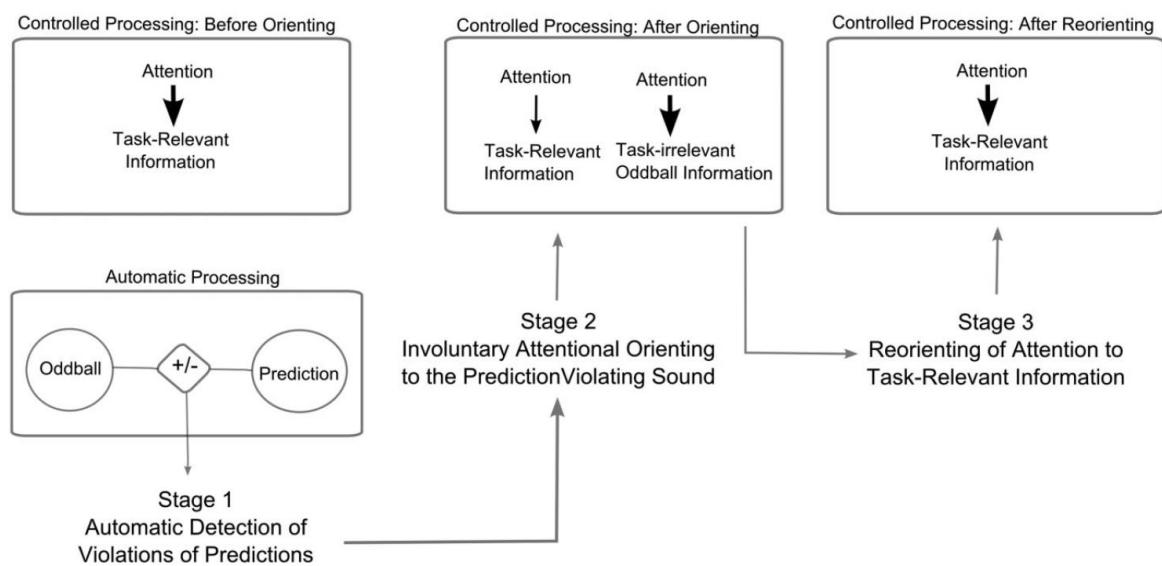 Controlled Processing: Before Orienting
Attention
Task-Relevant
Information
Controlled Processing: After Orienting
Attention
Task-Relevant
Information
Attention
Task-irrelevant
Oddball Information
Controlled Processing: After Reorienting
Attention
Task-Relevant
Information
Automatic Processing
Oddball
+/-
Prediction
Stage 1
Automatic Detection of
Violations of Predictions
Stage 2
Involuntary Attentional Orienting
to the PredictionViolating Sound
Stage 3
Reorienting of Attention to
Task-Relevant Information